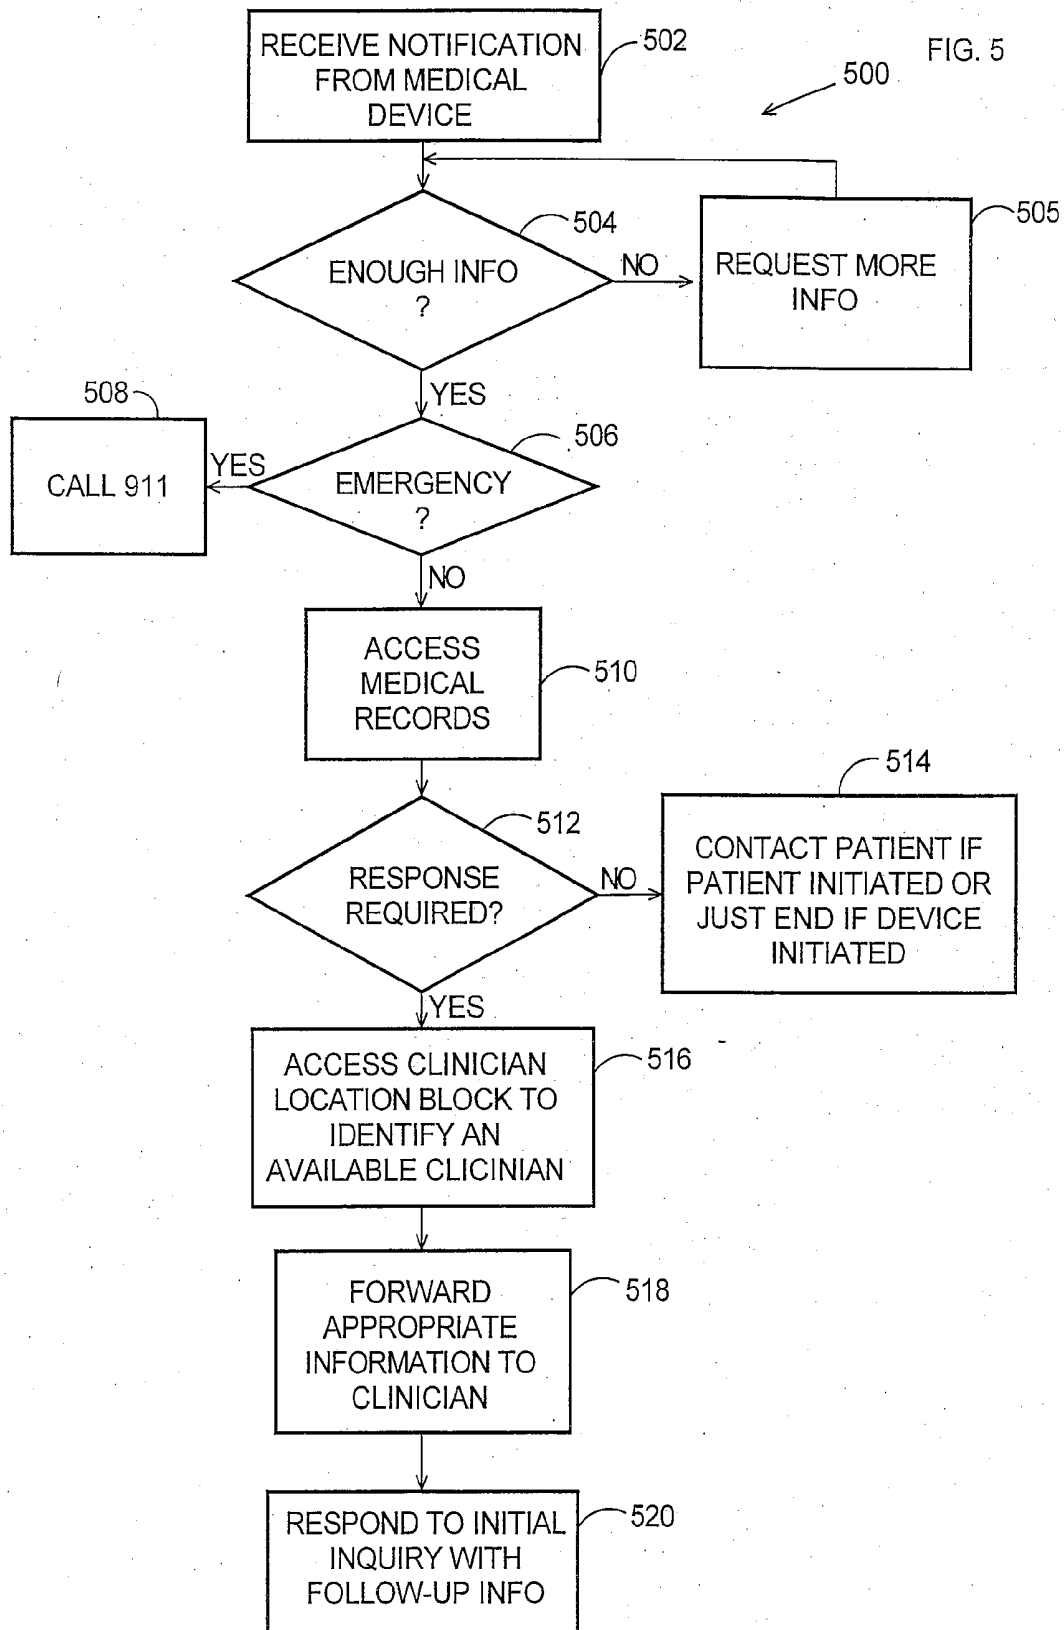 RECEIVE NOTIFICATION
FROM MEDICAL
DEVICE
502
FIG. 5
500
504
ENOUGH INFO
?
NO
REQUEST MORE
INFO
505
YES
508
CALL 911
YES
506
EMERGENCY
?
NO
ACCESS
MEDICAL
RECORDS
510
512
RESPONSE
REQUIRED?
NO
514
CONTACT PATIENT IF
PATIENT INITIATED OR
JUST END IF DEVICE
INITIATED
YES
ACCESS CLINICIAN
LOCATION BLOCK TO
IDENTIFY AN
AVAILABLE CLICINIAN
516
FORWARD
APPROPRIATE
INFORMATION TO
CLINICIAN
518
RESPOND TO INITIAL
INQUIRY WITH
FOLLOW-UP INFO
520